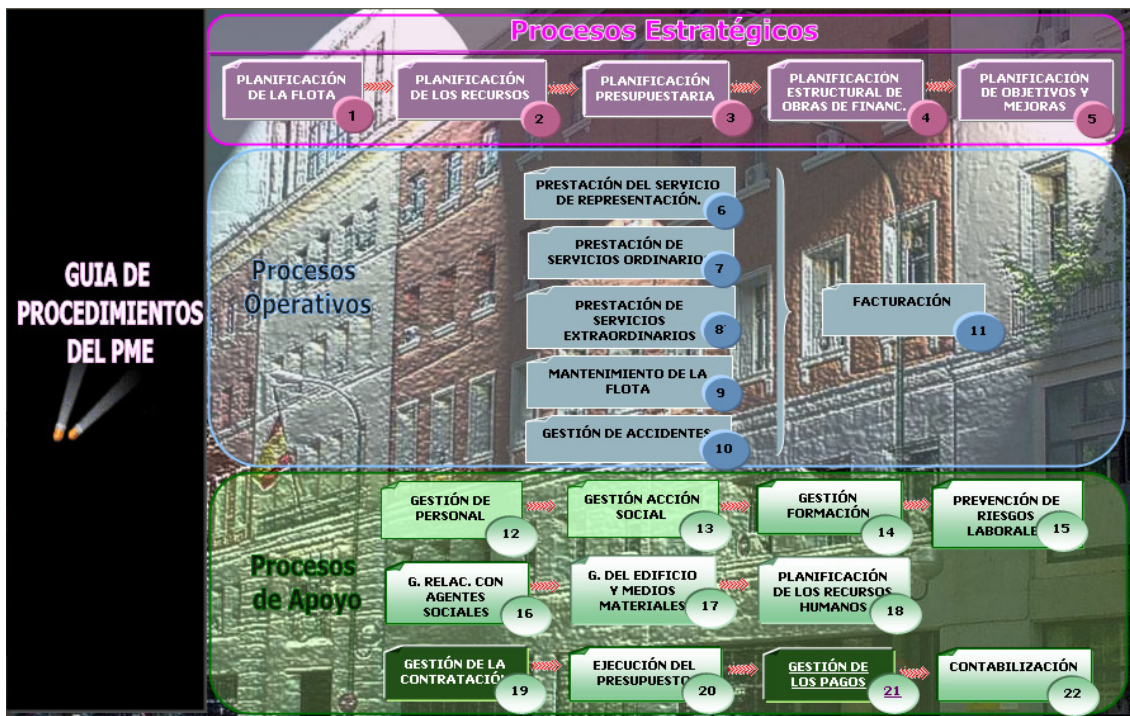 GUIA DE
PROCEDIMIENTOS
DEL PME
Procesos Estratégicos
PLANIFICACIÓN
DE LA FLOTA
1
PLANIFICACIÓN
DE LOS RECURSOS
2
PLANIFICACIÓN
PRESUPUESTARIA
3
PLANIFICACIÓN
ESTRUCTURAL DE
OBRAS DE FINANC.
4
PLANIFICACIÓN
DE OBJETIVOS Y
MEJORAS
5
Procesos
Operativos
PRESTACIÓN DEL SERVICIO
DE REPRESENTACIÓN.
6
PRESTACIÓN DE
SERVICIOS ORDINARIO
7
PRESTACIÓN DE
SERVICIOS
EXTRAORDINARIOS
8
MANTENIMIENTO DE LA
FLOTA
9
GESTIÓN DE ACCIDENTES
10
FACTURACIÓN
11
Procesos
de Apoyo
GESTIÓN DE
PERSONAL
12
GESTIÓN ACCIÓN
SOCIAL
13
GESTIÓN
FORMACIÓN
14
PREVENCIÓN DE
RIESGOS
LABORALE
15
G. RELAC. CON
AGENTES
SOCIALES
16
G. DEL EDIFICIO
Y MEDIOS
MATERIALES
17
PLANIFICACIÓN
DE LOS RECURSOS
HUMANOS
18
GESTIÓN DE LA
CONTRATACIÓN
19
EJECUCIÓN DEL
PRESUPUESTO
20
GESTIÓN DE
LOS PAGOS
21
CONTABILIZACIÓN
22